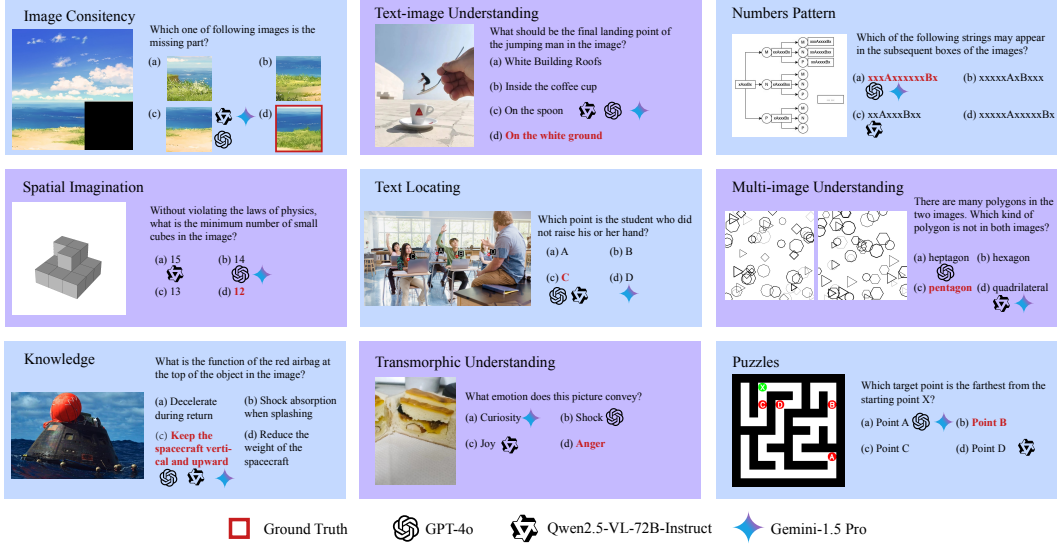 Image Consitency
Which one of following images is the
missing part?
(a)
(b)
(c)
(d)
Text-image Understanding
What should be the final landing point of
the jumping man in the image?
(a) White Building Roofs
(b) Inside the coffee cup
(c) On the spoon
(d) On the white ground
Numbers Pattern
Which of the following strings may appear
in the subsequent boxes of the images?
(a) xxxAxxxxxxBx
(b) xxxxxAxBxxx
(c) xxAxxxBxx
(d) xxxxxAxxxxxBx
M
N
P
M
N
P
M
N
P
M
N
P
Spatial Imagination
Without violating the laws of physics,
what is the minimum number of small
cubes in the image?
(a) 15
(b) 14
(c) 13
(d) 12
Text Locating
Which point is the student who did
not raise his or her hand?
(a) A
(b) B
(c) C
(d) D
Multi-image Understanding
There are many polygons in the
two images. Which kind of
polygon is not in both images?
(a) heptagon
(b) hexagon
(c) pentagon
(d) quadrilateral
Knowledge
What is the function of the red airbag at
the top of the object in the image?
(a) Decelerate
during return
(b) Shock absorption
when splashing
(c) Keep the
spacecraft verti-
cal and upward
(d) Reduce the
weight of the
spacecraft
Transmorphic Understanding
What emotion does this picture convey?
(a) Curiosity
(b) Shock
(c) Joy
(d) Anger
Puzzles
X
C
D
B
A
Which target point is the farthest from the
starting point X?
(a) Point A
(b) Point B
(c) Point C
(d) Point D
Ground Truth
GPT-4o
Qwen2.5-VL-72B-Instruct
Gemini-1.5 Pro